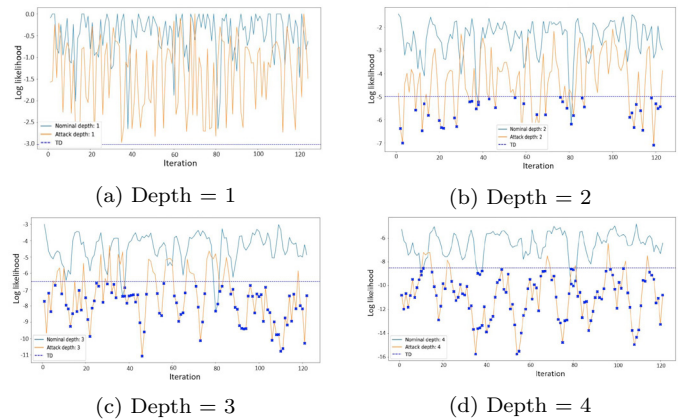 0.0
-0.5
-1.0
-1.5
-2.0
-2.5
-3.0
Log likelihood
Nominal depth: 1
Attack depth: 1
TD
0 20 40 60 80 100 120
Iteration
(a) Depth = 1
-2
-3
-4
-5
-6
-7
Log likelihood
Nominal depth: 2
Attack depth: 2
TD
0 20 40 60 80 100 120
Iteration
(b) Depth = 2
-3
-4
-5
-6
-7
-8
-9
-10
-11
Log likelihood
Nominal depth: 3
Attack depth: 3
TD
0 20 40 60 80 100 120
Iteration
(c) Depth = 3
-6
-8
-10
-12
-14
-16
Log likelihood
Nominal depth: 4
Attack depth: 4
TD
0 20 40 60 80 100 120
Iteration
(d) Depth = 4